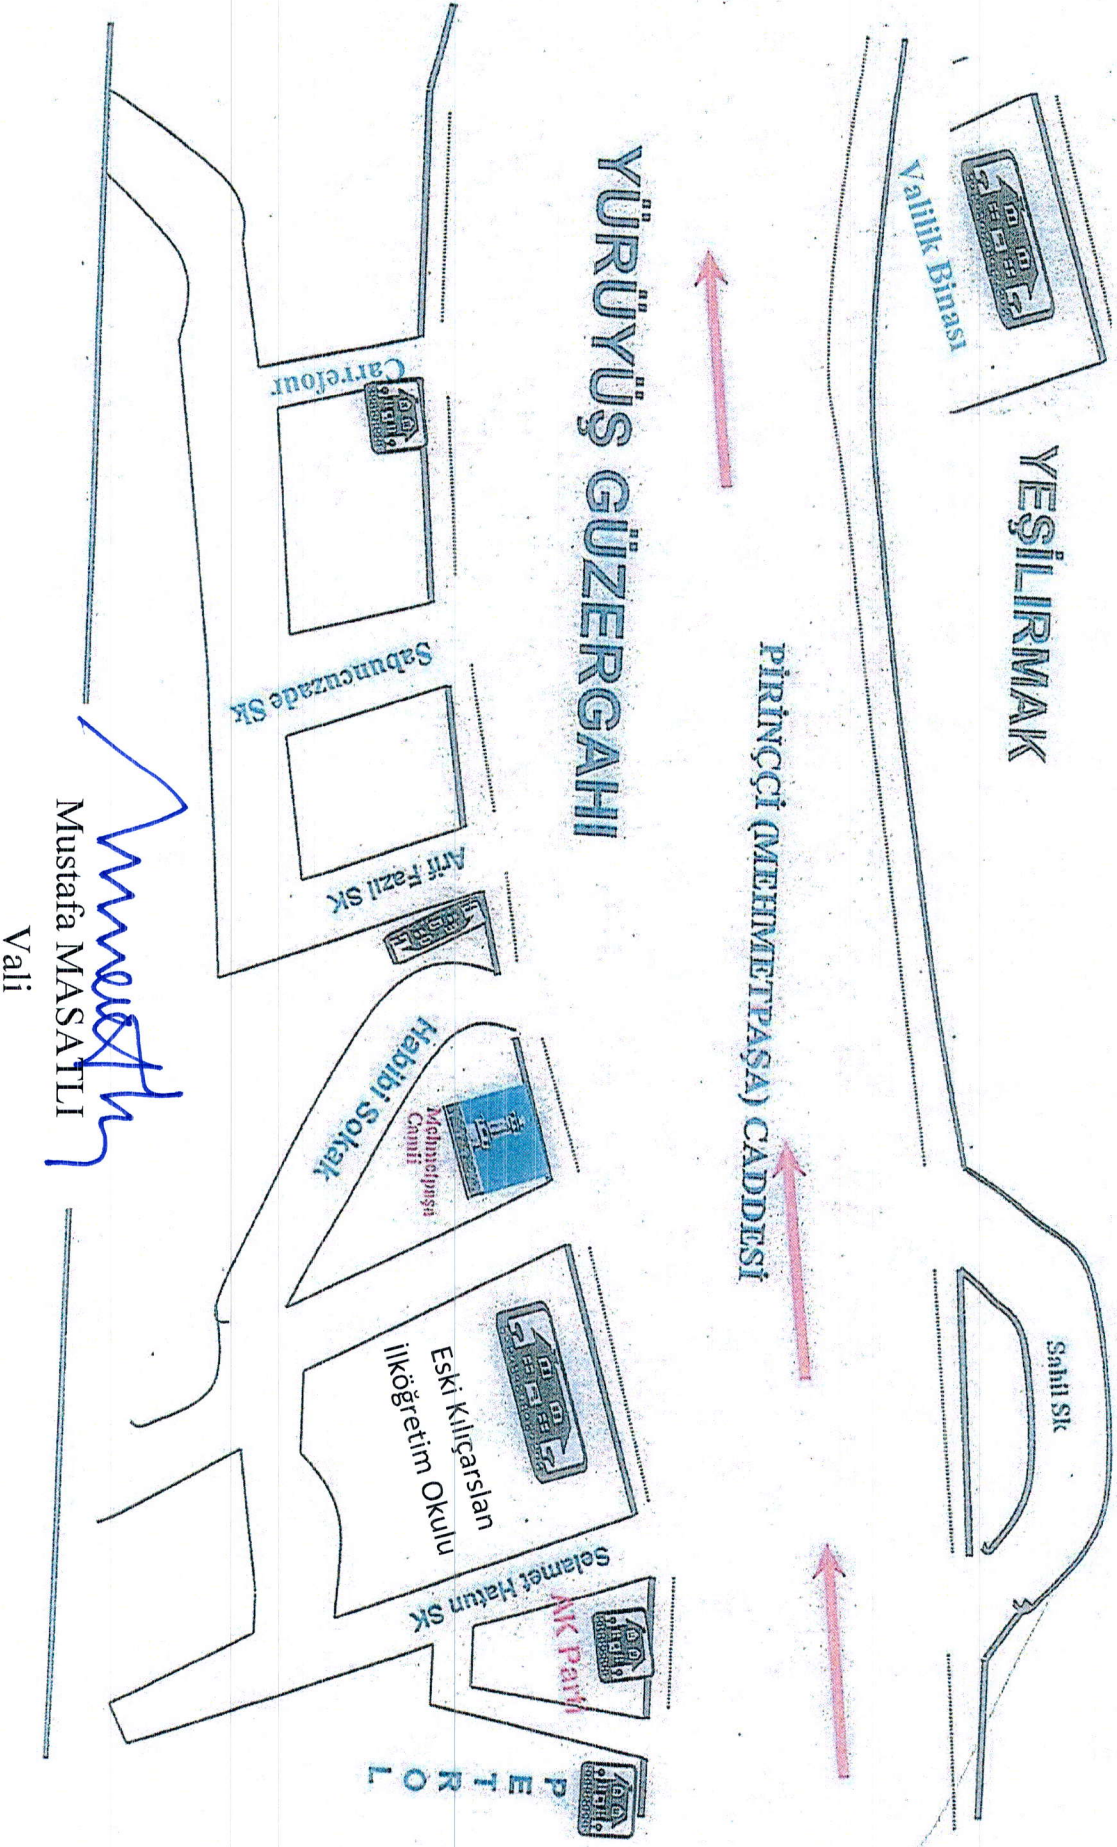 YEŞİLIRMAK
Valilik Binası
Sahil Sk
PİRİNÇÇİ (MEHMETPAŞA) CADDESİ
YÜRÜYÜŞ GÜZERGAHI
Carrefour
Sabuncuzade Sk
Arif Fazıl SK
Habibi Sokak
Mehmetpaşa
Camii
Eski Kılıçarslan
İlköğretim Okulu
Selamet Hatun SK
AK Parti
PETROL
Mustafa MASATLI
Vali